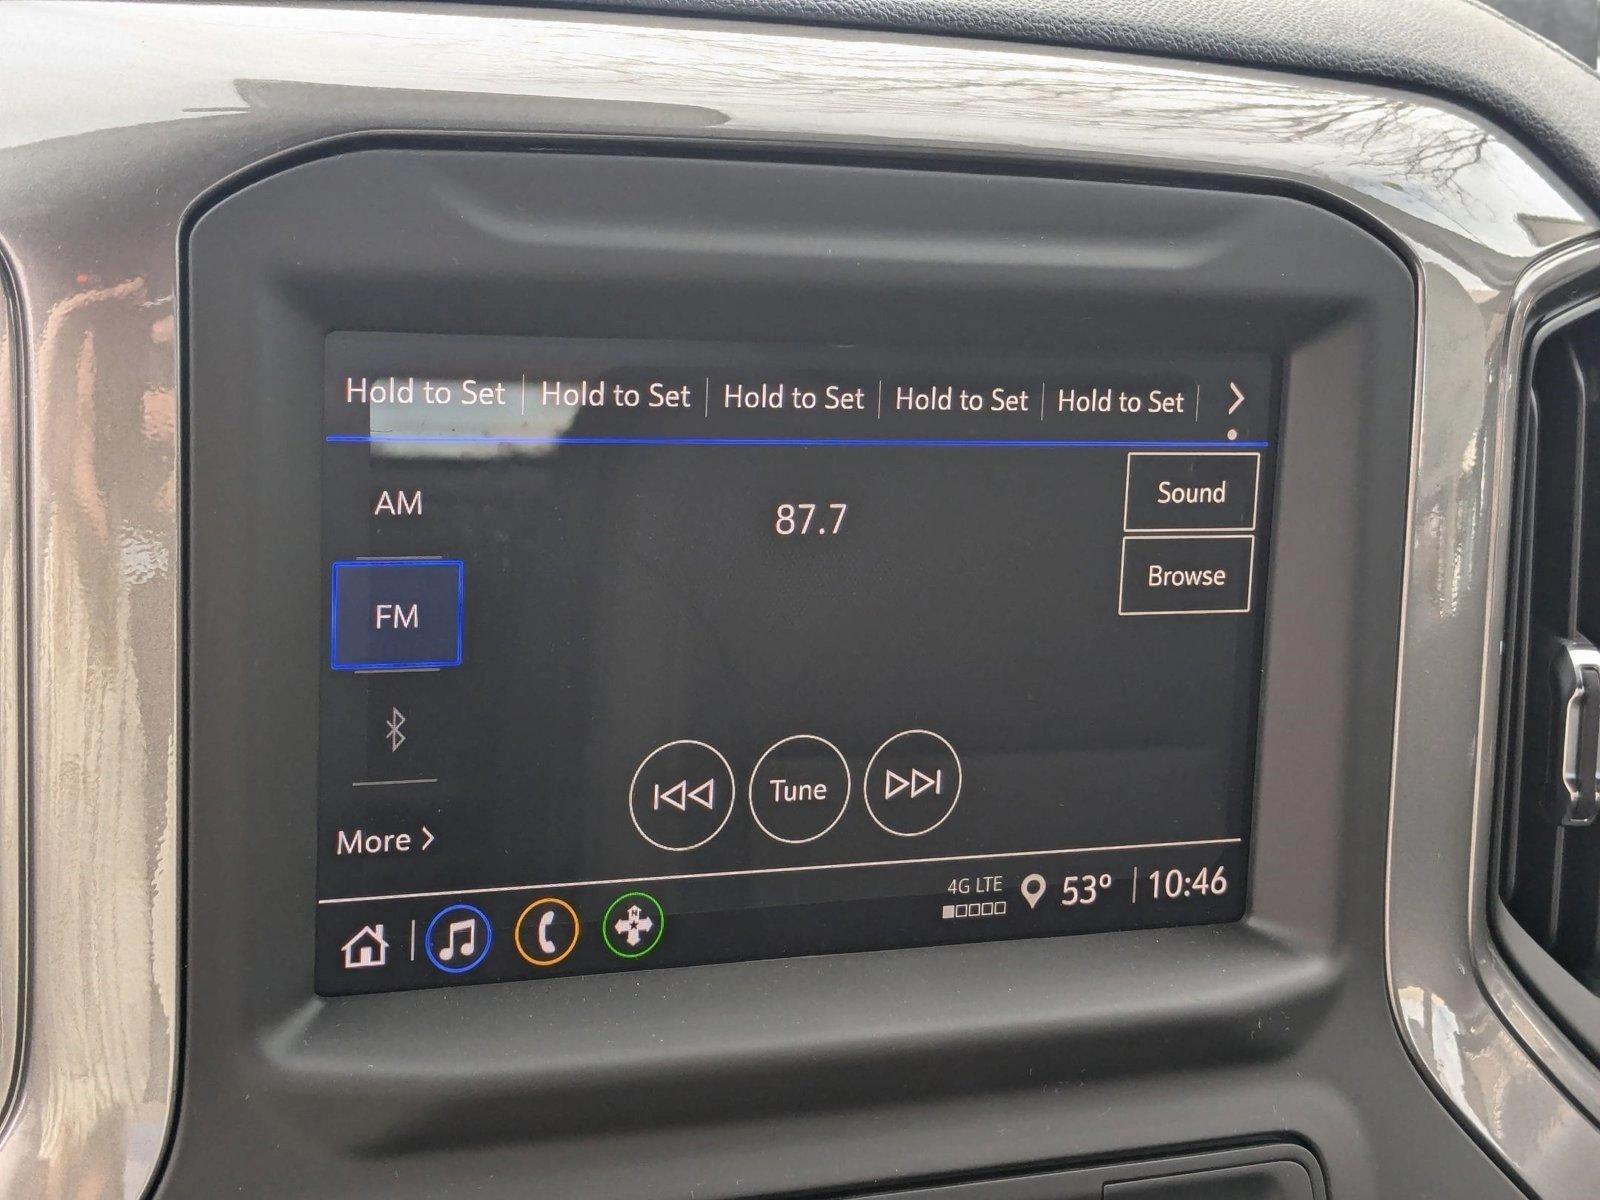 Hold to Set Hold to Set Hold to Set Hold to Set Hold to Set
AM
87.7
Sound
Browse
FM
Tune
More
4G LTE
53º
10:46
N